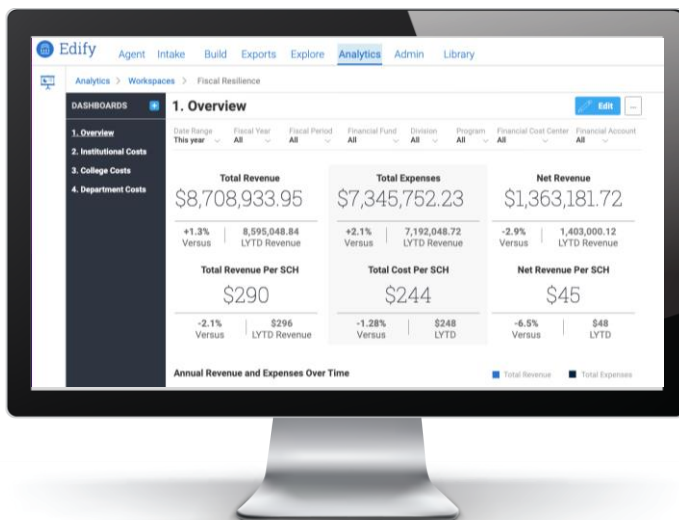 Edify
Agent Intake Build Exports Explore Analytics Admin Library
Analytics > Workspaces > Fiscal Resilience
DASHBOARDS
1. Overview
2. Institutional Costs
3. College Costs
4. Department Costs
1. Overview
Edit ...
Date Range Fiscal Year Fiscal Period Financial Fund Division Program Financial Cost Center Financial Account
This year All All All All All All All
Total Revenue Total Expenses Net Revenue
$8,708,933.95 $7,345,752.23 $1,363,181.72
+1.3% 8,595,048.84 +2.1% 7,192,048.72 -2.9% 1,403,000.12
Versus LYTD Revenue Versus LYTD Revenue Versus LYTD Revenue
Total Revenue Per SCH Total Cost Per SCH Net Revenue Per SCH
$290 $244 $45
-2.1% $296 -1.28% $248 -6.5% $48
Versus LYTD Revenue Versus LYTD Versus LYTD
Annual Revenue and Expenses Over Time Total Revenue Total Expenses